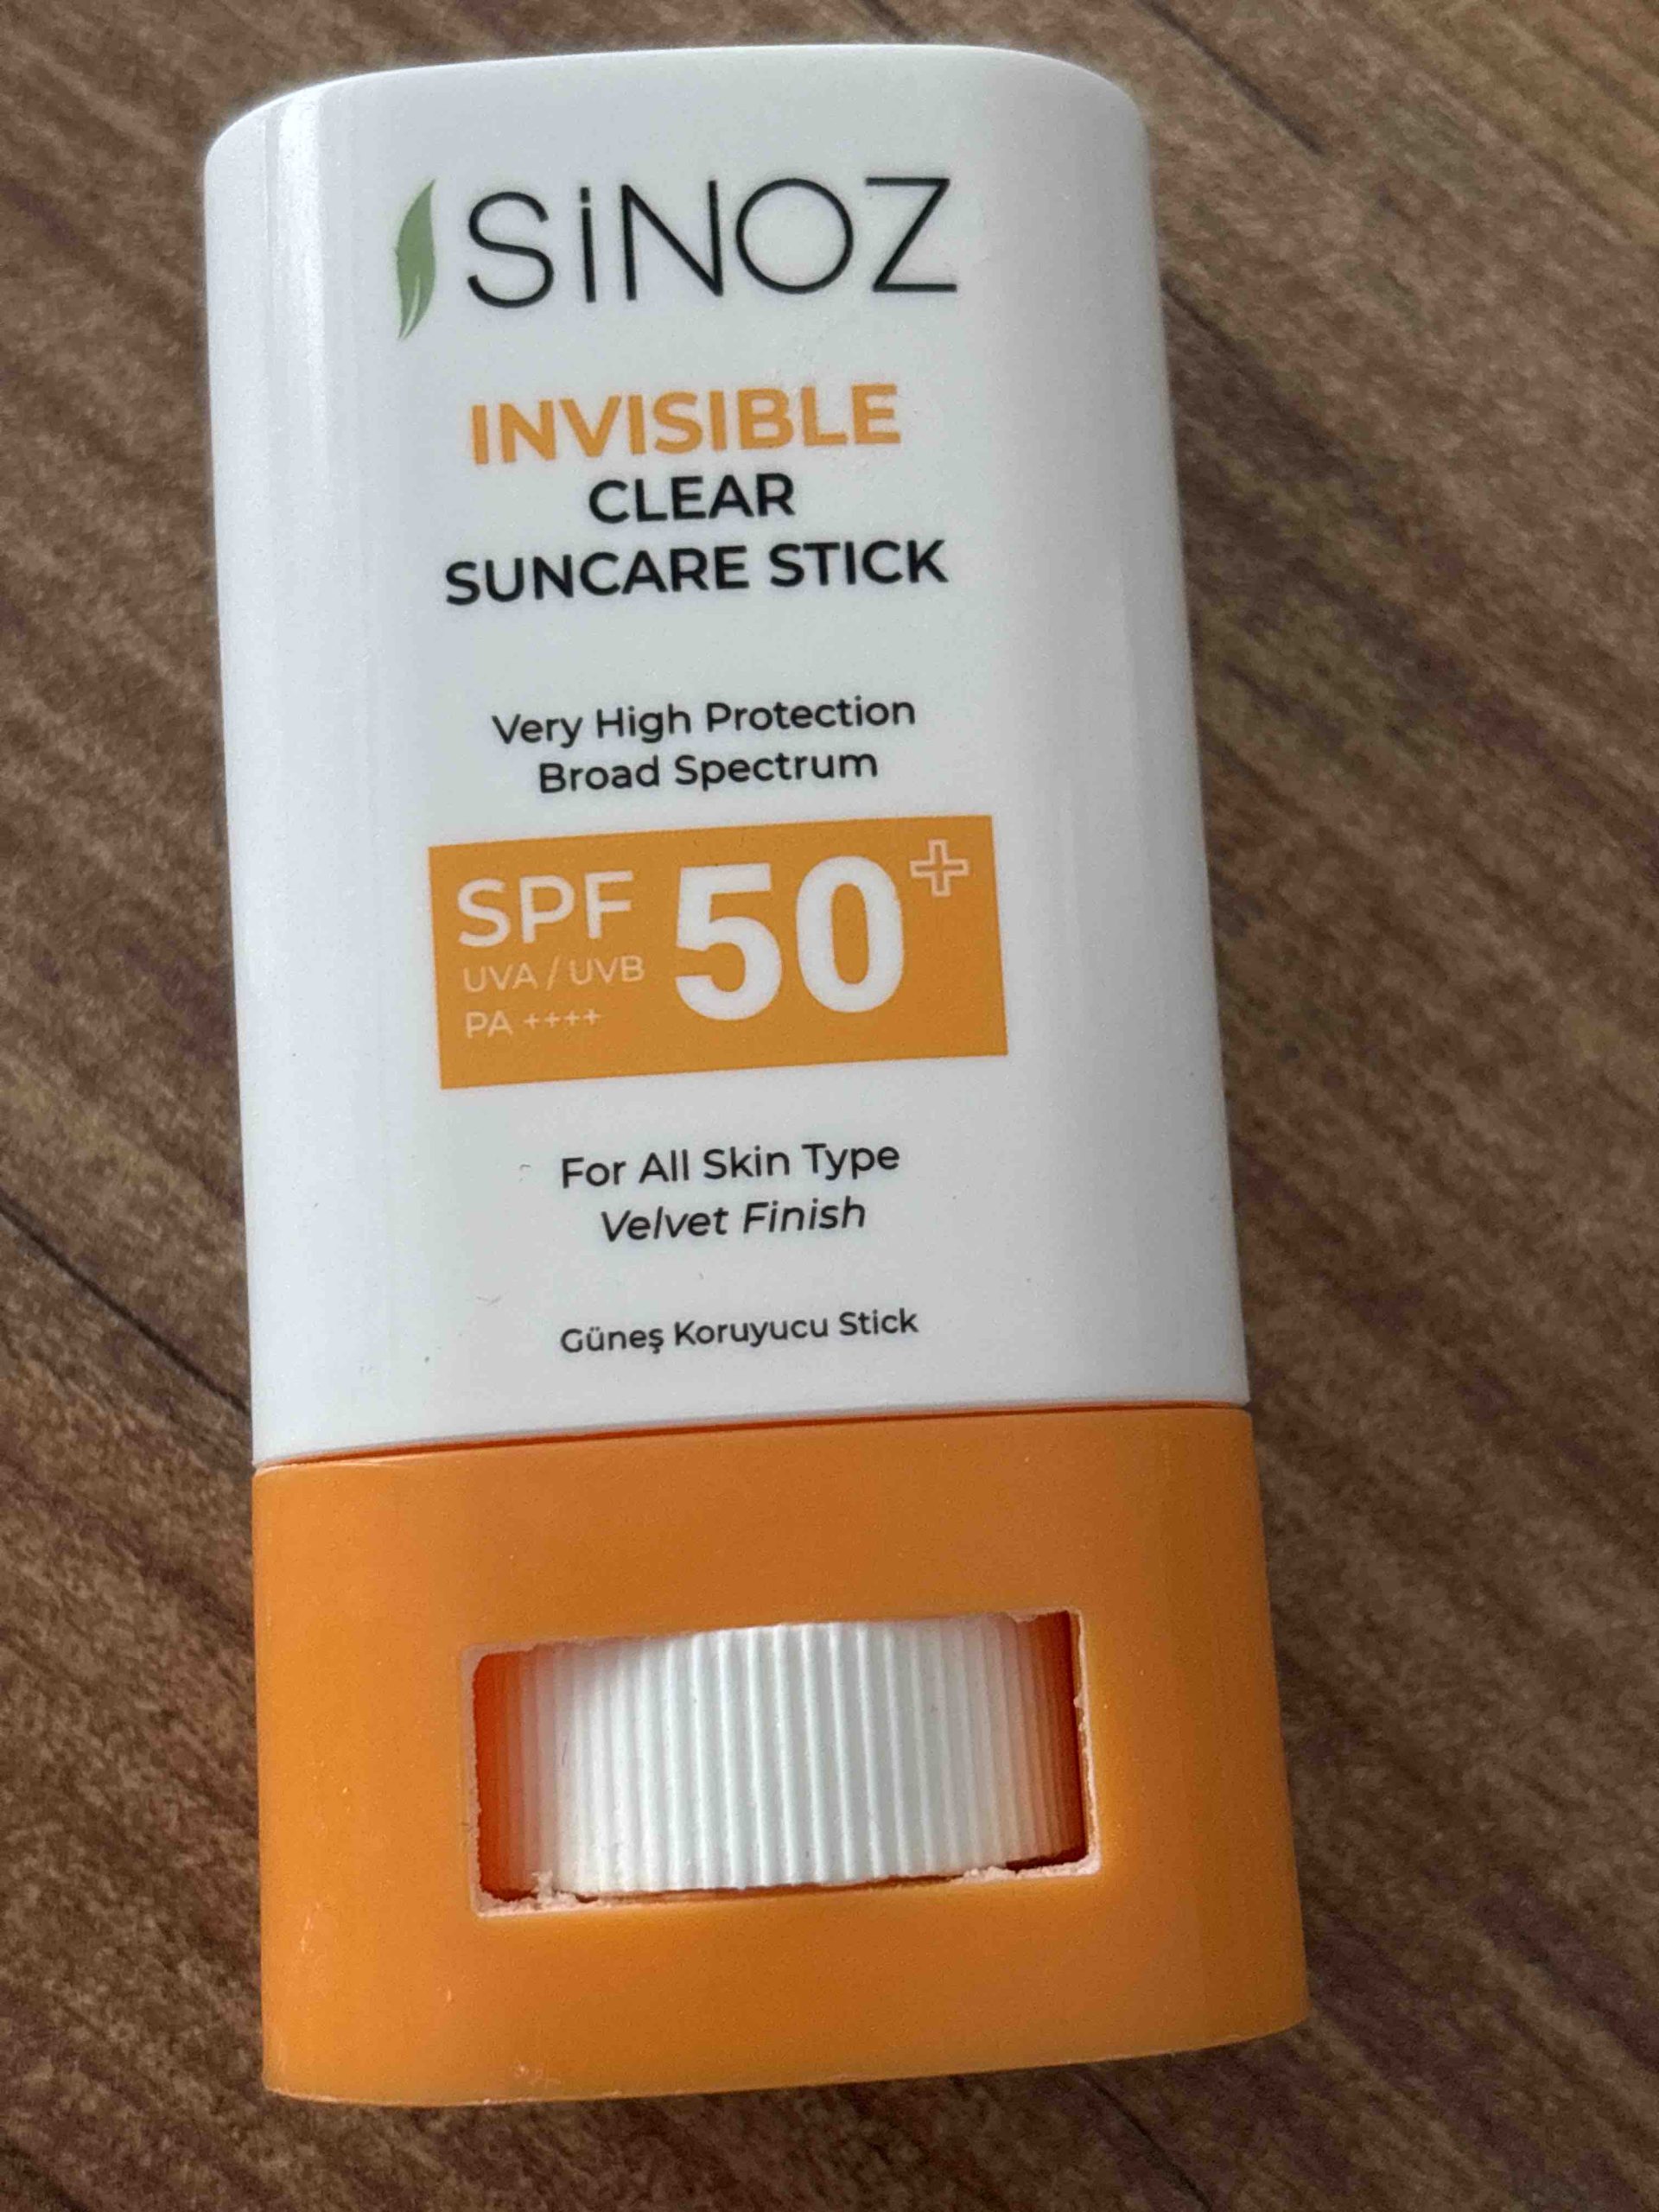 SiNOZ
INVISIBLE
CLEAR
SUNCARE STICK
Very High Protection
Broad Spectrum
SPF 50+
UVA / UVB
PA ++++
For All Skin Type
Velvet Finish
Güneş Koruyucu Stick